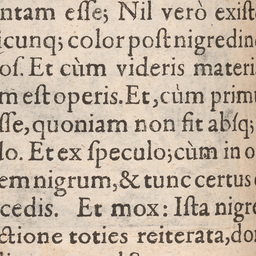 ntam eſſe; Nil verò exiſt
icunq; color poſt nigredin
oſ. Et cùm videris materi
m eſt operis. Et, cùm prim
ſſe, quoniam non fit abſq;
lo. Et ex ſpeculo; cùm in o
em nigrum, & tunc certus
cedis. Et mox: Iſta nigre
ctione toties reiterata, do